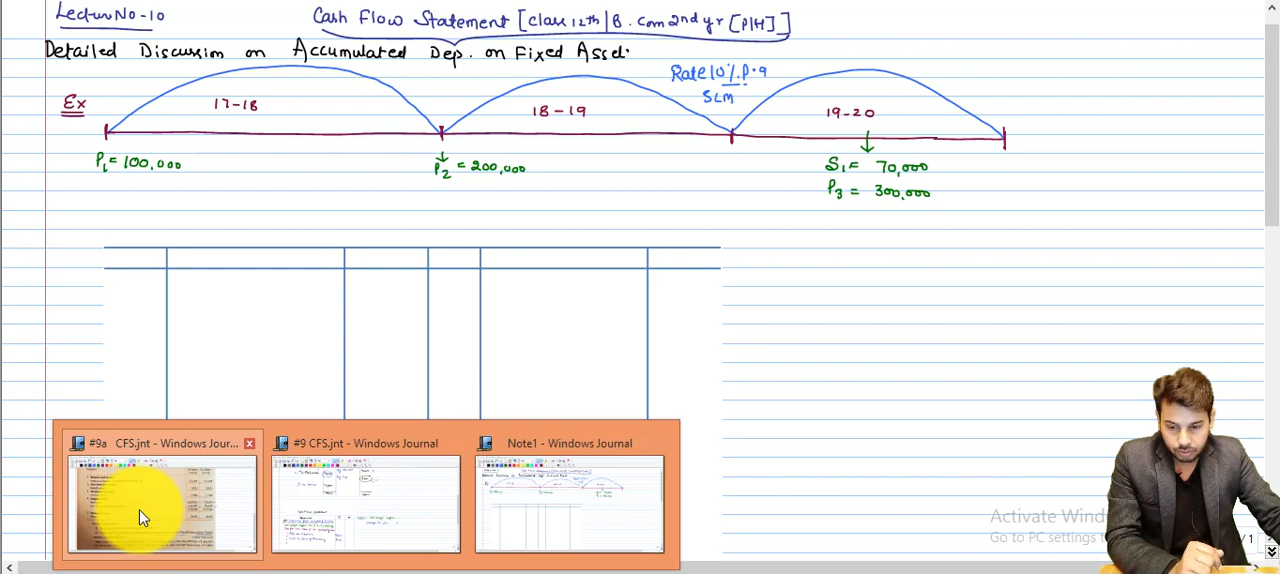 Lecture No-10
Cash Flow Statement [Class 12th | B. Com 2nd yr [P/H]]
Detailed Discussion on Accumulated Dep. on Fixed Asset
Rate 10% p.a
SLM
Ex
17-18
18-19
19-20
P1 = 100,000
P2 = 200,000
S1 = 70,000
P3 = 300,000
#9a CFS.jnt - Windows Jour...
#9 CFS.jnt - Windows Journal
Note1 - Windows Journal
Activate Wind
Go to PC settings t
/ 1